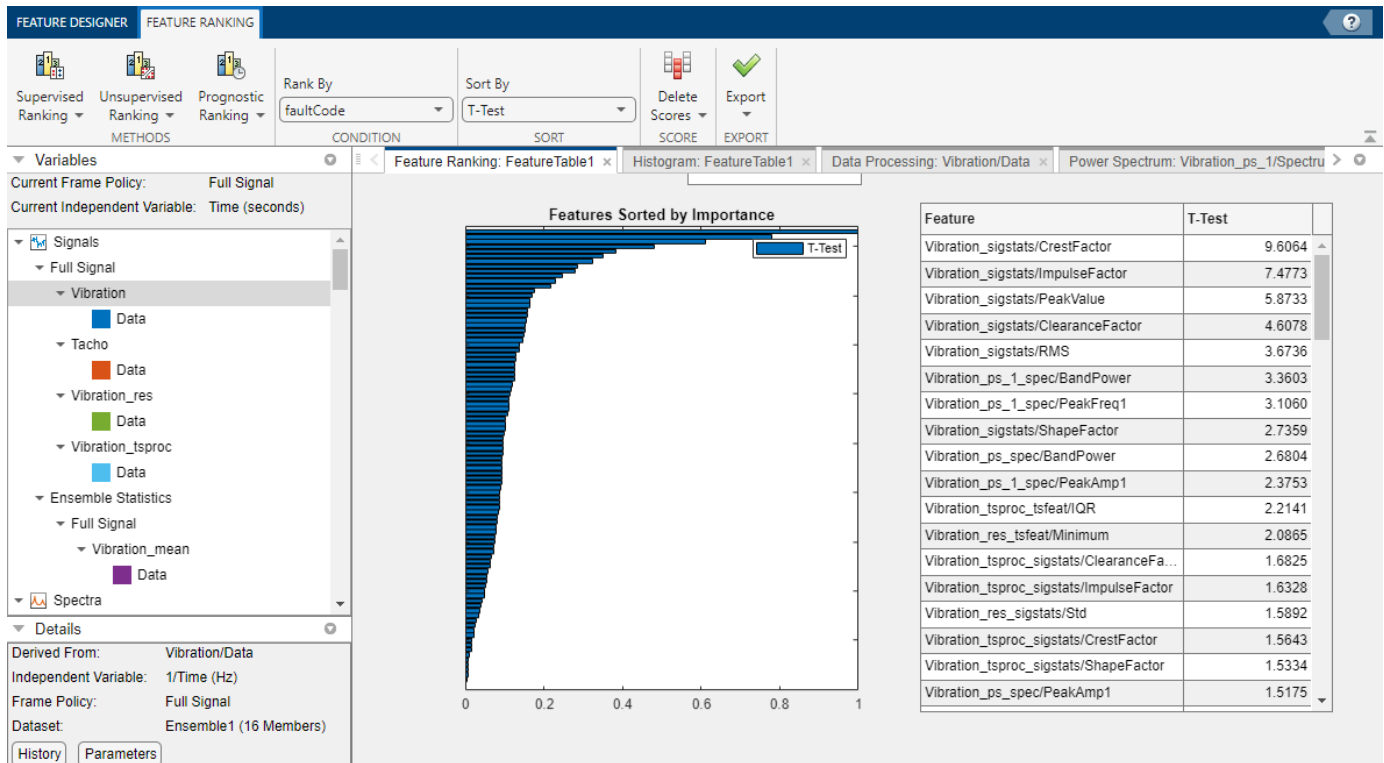 FEATURE DESIGNER FEATURE RANKING ?
Supervised Ranking
Unsupervised Ranking
Prognostic Ranking
METHODS
Rank By
faultCode
CONDITION
Sort By
T-Test
SORT
Delete Scores
SCORE
Export
EXPORT
Variables
Current Frame Policy: Full Signal
Current Independent Variable: Time (seconds)
Signals
Full Signal
Vibration
Data
Tacho
Data
Vibration_res
Data
Vibration_tsproc
Data
Ensemble Statistics
Full Signal
Vibration_mean
Data
Spectra
Details
Derived From: Vibration/Data
Independent Variable: 1/Time (Hz)
Frame Policy: Full Signal
Dataset: Ensemble1 (16 Members)
History Parameters
Feature Ranking: FeatureTable1 Histogram: FeatureTable1 Data Processing: Vibration/Data Power Spectrum: Vibration_ps_1/Spectru
Features Sorted by Importance
T-Test
0 0.2 0.4 0.6 0.8 1
Feature T-Test
Vibration_sigstats/CrestFactor 9.6064
Vibration_sigstats/ImpulseFactor 7.4773
Vibration_sigstats/PeakValue 5.8733
Vibration_sigstats/ClearanceFactor 4.6078
Vibration_sigstats/RMS 3.6736
Vibration_ps_1_spec/BandPower 3.3603
Vibration_ps_1_spec/PeakFreq1 3.1060
Vibration_sigstats/ShapeFactor 2.7359
Vibration_ps_spec/BandPower 2.6804
Vibration_ps_1_spec/PeakAmp1 2.3753
Vibration_tsproc_tsfeat/IQR 2.2141
Vibration_res_tsfeat/Minimum 2.0865
Vibration_tsproc_sigstats/ClearanceFa... 1.6825
Vibration_tsproc_sigstats/ImpulseFactor 1.6328
Vibration_res_sigstats/Std 1.5892
Vibration_tsproc_sigstats/CrestFactor 1.5643
Vibration_tsproc_sigstats/ShapeFactor 1.5334
Vibration_ps_spec/PeakAmp1 1.5175